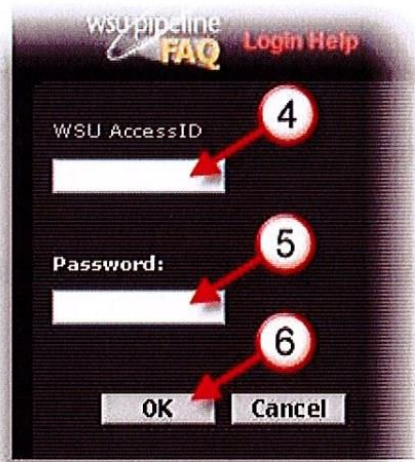 wsu pipeline
FAQ Login Help
4
WSU AccessID
5
Password:
6
OK Cancel